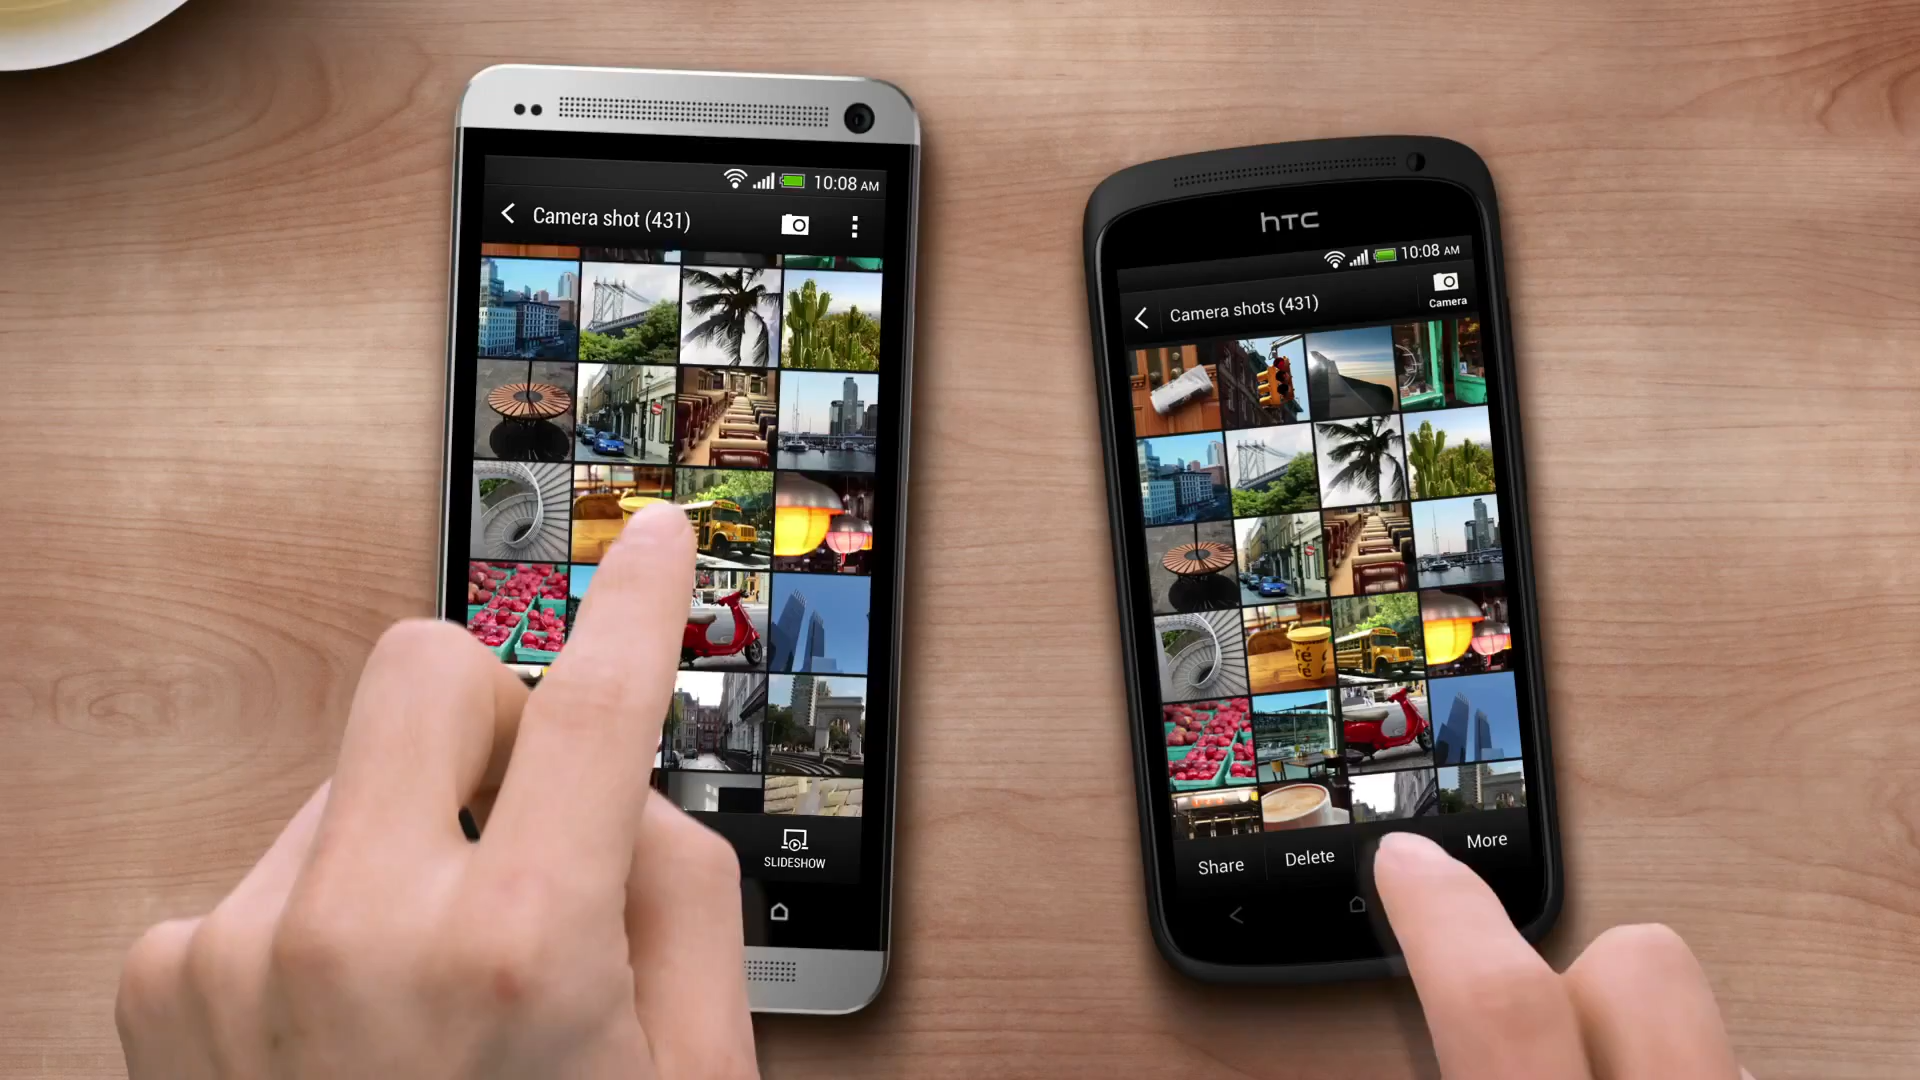 10:08 AM
Camera shot (431)
SLIDESHOW
hTC
10:08 AM
Camera
Camera shots (431)
Share
Delete
More